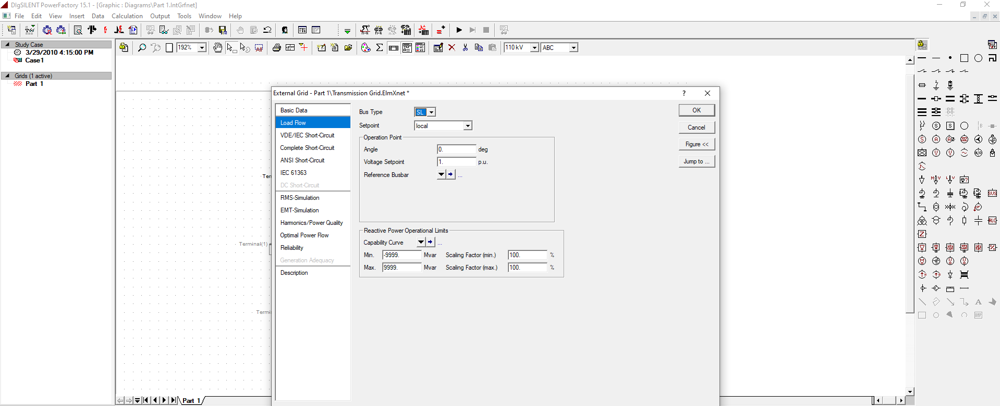 DIgSILENT PowerFactory 15.1 - [Graphic : Diagrams\Part 1.IntGrfnet]
File Edit View Insert Data Calculation Output Tools Window Help
Study Case
3/29/2010 4:15:00 PM
Case1
Grids (1 active)
Part 1
192%
110 kV
ABC
Ter
Terminal(1)
Termi
External Grid - Part 1\Transmission Grid.ElmXnet *
?
Basic Data
Load Flow
VDE/IEC Short-Circuit
Complete Short-Circuit
ANSI Short-Circuit
IEC 61363
DC Short-Circuit
RMS-Simulation
EMT-Simulation
Harmonics/Power Quality
Optimal Power Flow
Reliability
Generation Adequacy
Description
Bus Type SL
Setpoint local
Operation Point
Angle 0. deg
Voltage Setpoint 1. p.u.
Reference Busbar ...
Reactive Power Operational Limits
Capability Curve ...
Min. -9999. Mvar Scaling Factor (min.) 100. %
Max. 9999. Mvar Scaling Factor (max.) 100. %
OK
Cancel
Figure <<
Jump to ...
SVS
RLC
BMP
Part 1